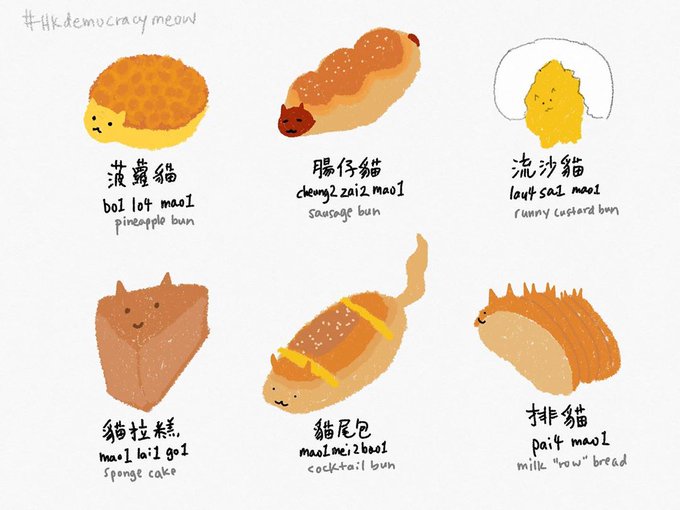 #Hkdemocracymeow
菠蘿貓
bo1 lo4 mao1
pineapple bun
腸仔貓
cheung2 zai2 mao1
sausage bun
流沙貓
lau4 sa1 mao1
runny custard bun
貓拉糕
mao1 lai1 go1
sponge cake
貓尾包
mao1 mei2 bao1
cocktail bun
排貓
pai4 mao1
milk "row" bread